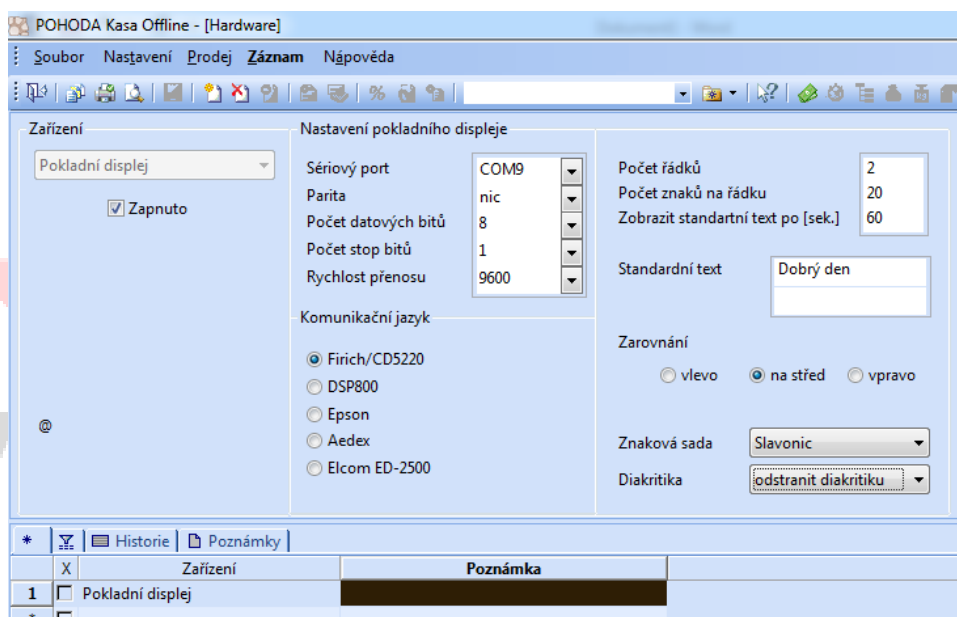 POHODA Kasa Offline - [Hardware]
Soubor Nastavení Prodej Záznam Nápověda
Zařízení
Pokladní displej
Zapnuto
@
Nastavení pokladního displeje
Sériový port COM9
Parita nic
Počet datových bitů 8
Počet stop bitů 1
Rychlost přenosu 9600
Komunikační jazyk
Firich/CD5220
DSP800
Epson
Aedex
Elcom ED-2500
Počet řádků 2
Počet znaků na řádku 20
Zobrazit standartní text po [sek.] 60
Standardní text Dobrý den
Zarovnání
vlevo na střed vpravo
Znaková sada Slavonic
Diakritika odstranit diakritiku
* Historie Poznámky
X Zařízení Poznámka
1 Pokladní displej